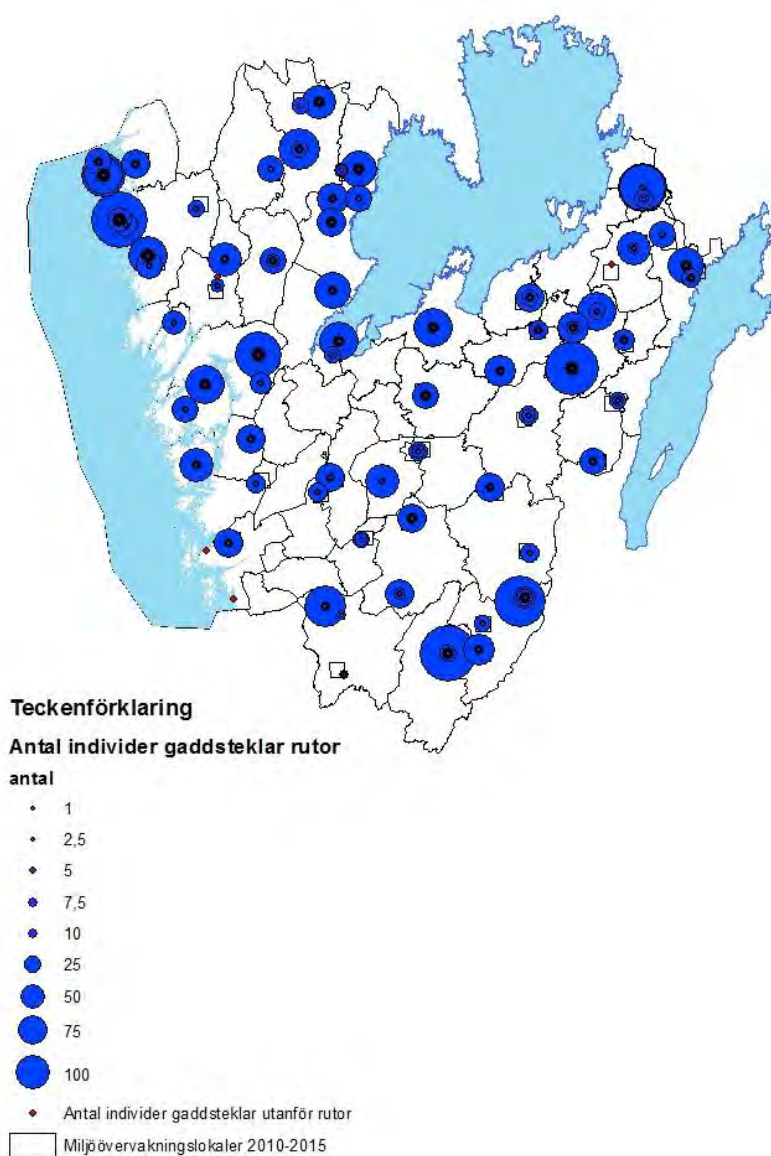 Teckenförklaring
Antal individer gaddsteklar rutor
antal
1
2,5
5
7,5
10
25
50
75
100
Antal individer gaddsteklar utanför rutor
Miljöövervakningslokaler 2010-2015